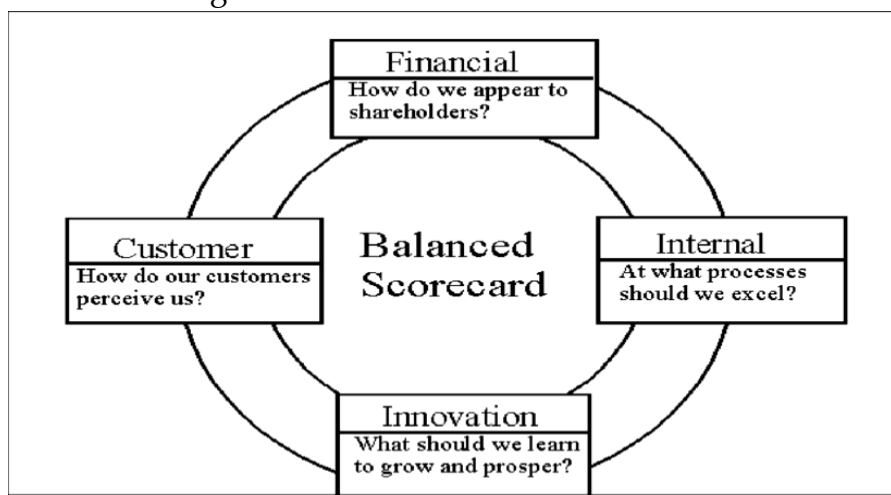 Financial
How do we appear to
shareholders?
Customer
How do our customers
perceive us?
Balanced
Scorecard
Internal
At what processes
should we excel?
Innovation
What should we learn
to grow and prosper?